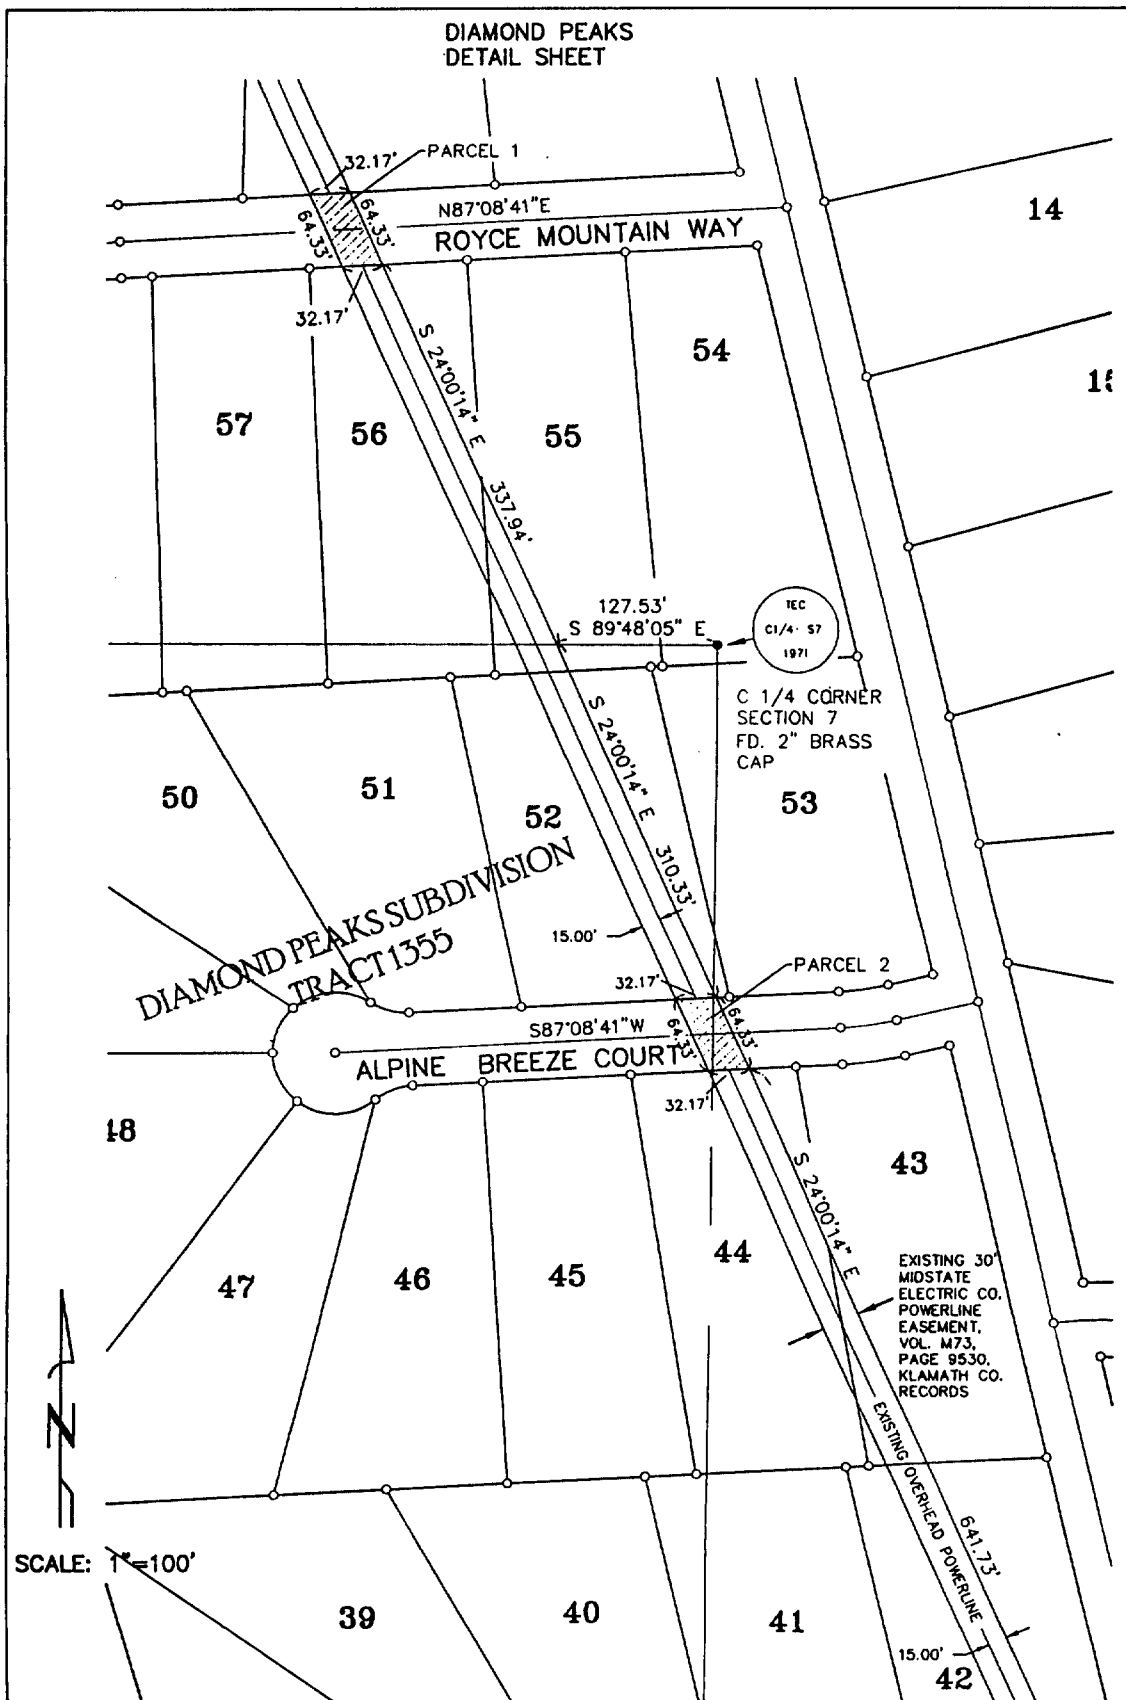 DIAMOND PEAKS
DETAIL SHEET
32.17'
PARCEL 1
N87°08'41"E
ROYCE MOUNTAIN WAY
64.33'
64.33'
32.17'
14
54
57
56
55
S 24°00'14" E
337.94'
127.53'
S 89°48'05" E
TEC
C1/4 S7
1971
C 1/4 CORNER
SECTION 7
FD. 2" BRASS
CAP
50
51
52
53
S 24°00'14" E
310.33'
DIAMOND PEAKS SUBDIVISION
TRACT 1355
15.00'
32.17'
PARCEL 2
S87°08'41"W
64.33'
64.33'
ALPINE BREEZE COURT
32.17'
43
S 24°00'14" E
44
47
46
45
EXISTING 30'
MIDSTATE
ELECTRIC CO.
POWERLINE
EASEMENT,
VOL. M73,
PAGE 9530,
KLAMATH CO.
RECORDS
EXISTING OVERHEAD POWERLINE
641.73'
N
SCALE: 1"=100'
39
40
41
15.00'
42